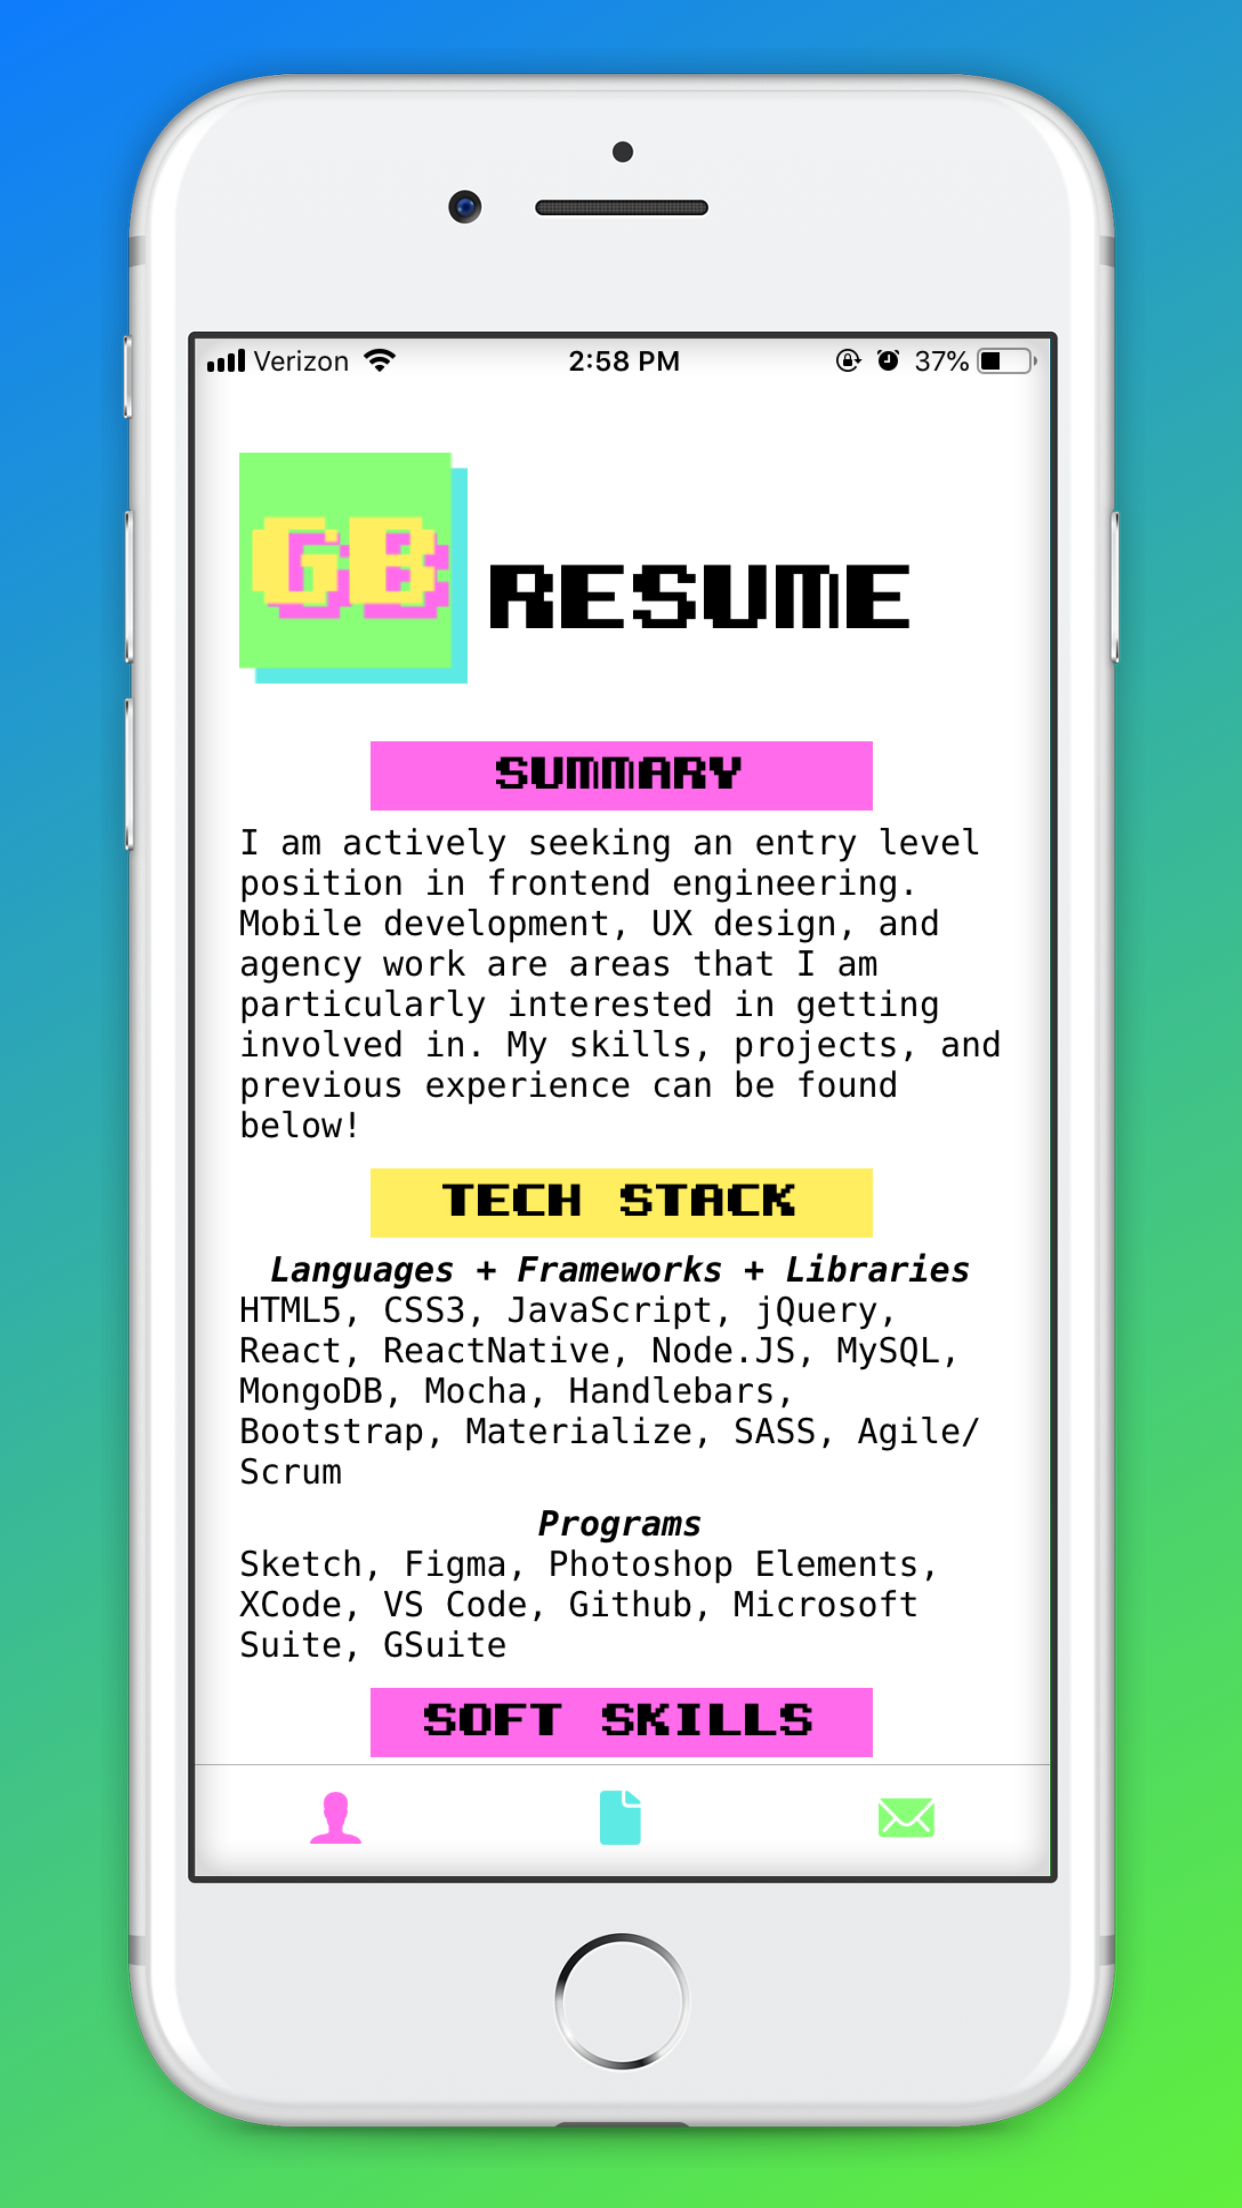 Verizon 2:58 PM 37%
GB
RESUME
SUMMARY
I am actively seeking an entry level
position in frontend engineering.
Mobile development, UX design, and
agency work are areas that I am
particularly interested in getting
involved in. My skills, projects, and
previous experience can be found
below!
TECH STACK
Languages + Frameworks + Libraries
HTML5, CSS3, JavaScript, jQuery,
React, ReactNative, Node.JS, MySQL,
MongoDB, Mocha, Handlebars,
Bootstrap, Materialize, SASS, Agile/
Scrum
Programs
Sketch, Figma, Photoshop Elements,
XCode, VS Code, Github, Microsoft
Suite, GSuite
SOFT SKILLS